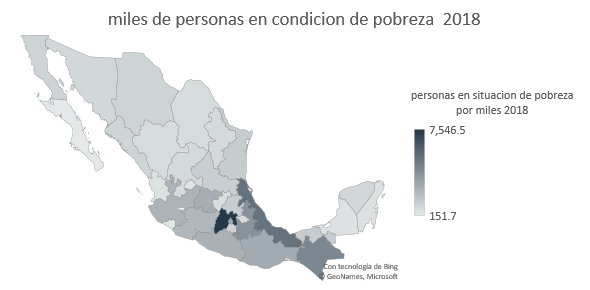 miles de personas en condicion de pobreza  2018
personas en situacion de pobreza
por miles 2018
7,546.5
151.7
Con tecnología de Bing
© GeoNames, Microsoft